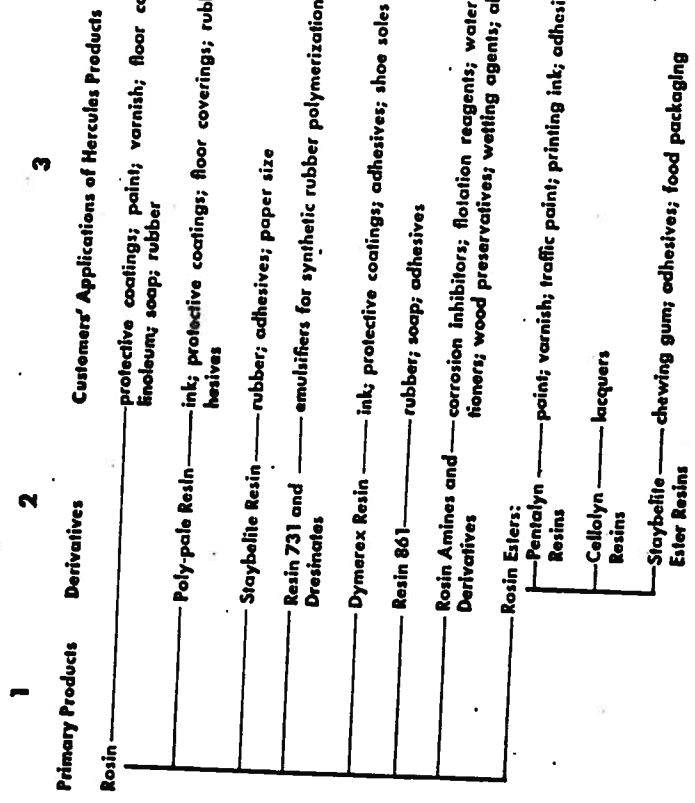 1 2 3
Primary Products Derivatives Customers' Applications of Hercules Products
Rosin protective coatings; paint; varnish; floor
linoleum; soap; rubber
Poly-pale Resin ink; protective coatings; floor coverings;
hesives
Staybelite Resin rubber; adhesives; paper size
Resin 731 and emulsifiers for synthetic rubber polymerization
Dresinates
Dymerex Resin ink; protective coatings; adhesives; shoe soles
Resin 861 rubber; soap; adhesives
Rosin Amines and corrosion inhibitors; flotation reagents; water
Derivatives tioners; wood preservatives; wetting agents;
Rosin Esters:
Pentalyn paint; varnish; traffic paint; printing ink;
Resins
Cellolyn lacquers
Resins
Staybelite chewing gum; adhesives; food packaging
Ester Resins